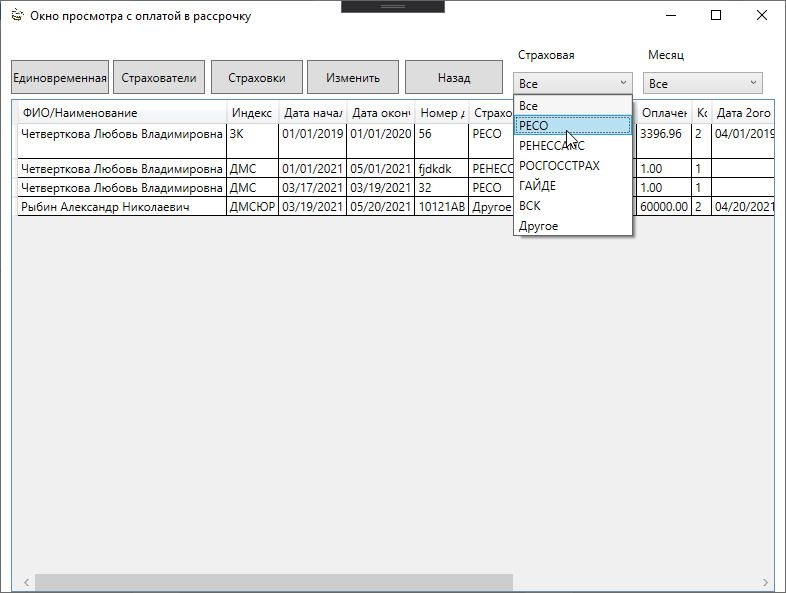 Окно просмотра с оплатой в рассрочку
Страховая Месяц
Единовременная Страхователи Страховки Изменить Назад Все Все
ФИО/Наименование Индекс Дата начал Дата оконч Номер д Страхо Оплачен Ко Дата 2ого
Четверткова Любовь Владимировна ЗК 01/01/2019 01/01/2020 56 РЕСО 3396.96 2 04/01/2019
Четверткова Любовь Владимировна ДМС 01/01/2021 05/01/2021 fjdkdk РЕНЕСС 1.00 1
Четверткова Любовь Владимировна ДМС 03/17/2021 03/19/2021 32 РЕСО 1.00 1
Рыбин Александр Николаевич ДМСЮР 03/19/2021 05/20/2021 10121АВ Другое 60000.00 2 04/20/2021
Все
РЕСО
РЕНЕССАНС
РОСГОССТРАХ
ГАЙДЕ
ВСК
Другое